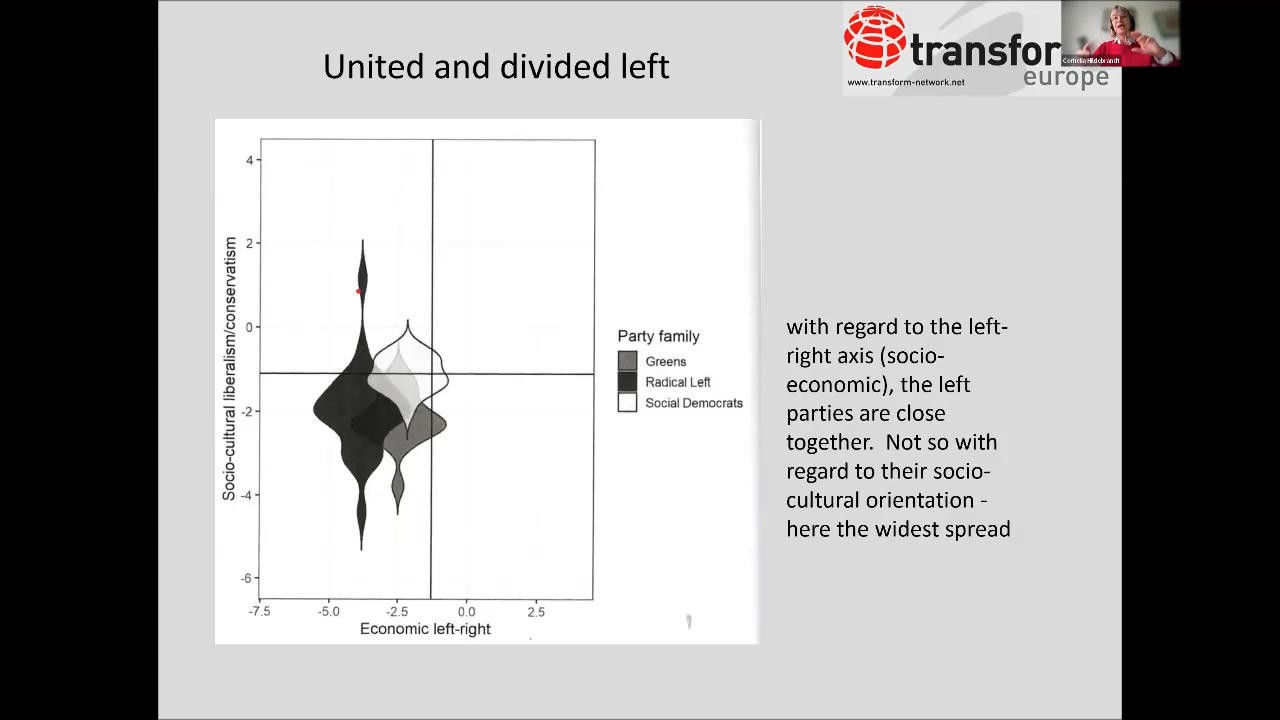 United and divided left
transfor
europe
www.transform-network.net
Cornelia Hildebrandt
Socio-cultural liberalism/conservatism
4
2
0
-2
-4
-6
-7.5
-5.0
-2.5
0.0
2.5
Economic left-right
Party family
Greens
Radical Left
Social Democrats
with regard to the left-
right axis (socio-
economic), the left
parties are close
together. Not so with
regard to their socio-
cultural orientation -
here the widest spread